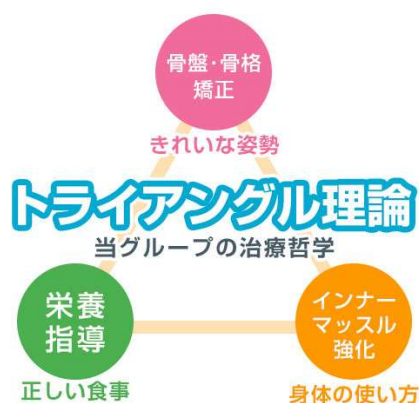 骨盤・骨格
矯正
きれいな姿勢
トライアングル理論
当グループの治療哲学
栄養
指導
正しい食事
インナー
マッスル
強化
身体の使い方